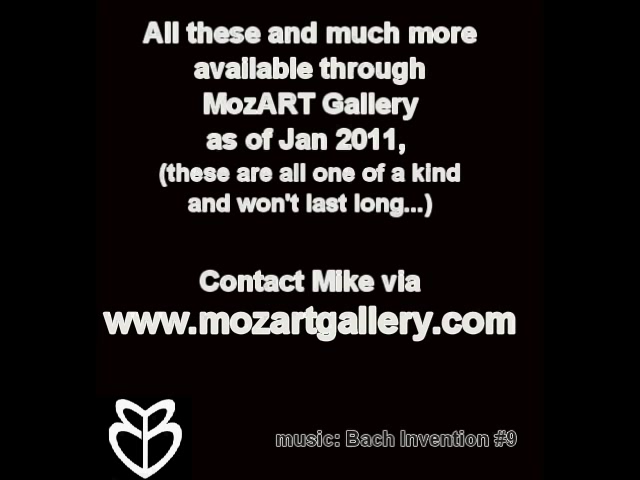 All these and much more
available through
MozART Gallery
as of Jan 2011,
(these are all one of a kind
and won't last long...)
Contact Mike via
www.mozartgallery.com
music: Bach Invention #9